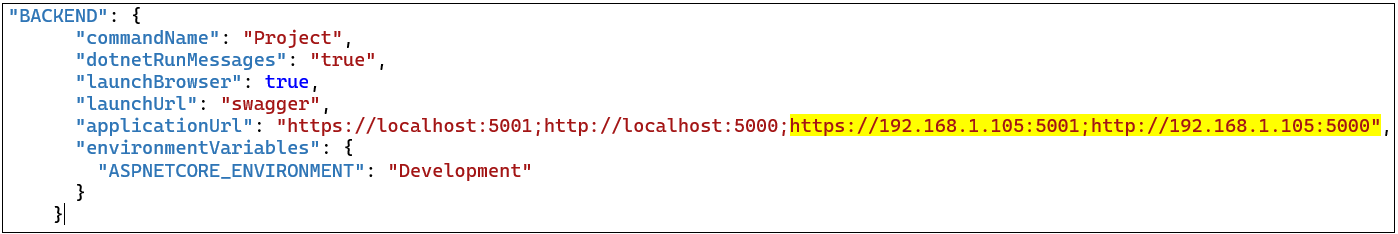 "BACKEND": {
"commandName": "Project",
"dotnetRunMessages": "true",
"launchBrowser": true,
"launchUrl": "swagger",
"applicationUrl": "https://localhost:5001;http://localhost:5000;https://192.168.1.105:5001;http://192.168.1.105:5000",
"environmentVariables": {
"ASPNETCORE_ENVIRONMENT": "Development"
}
}